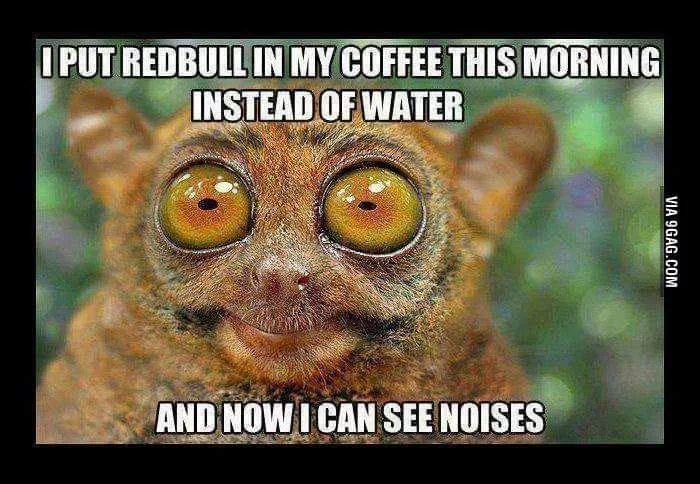 I PUT REDBULL IN MY COFFEE THIS MORNING
INSTEAD OF WATER
AND NOW I CAN SEE NOISES
VIA 9GAG.COM